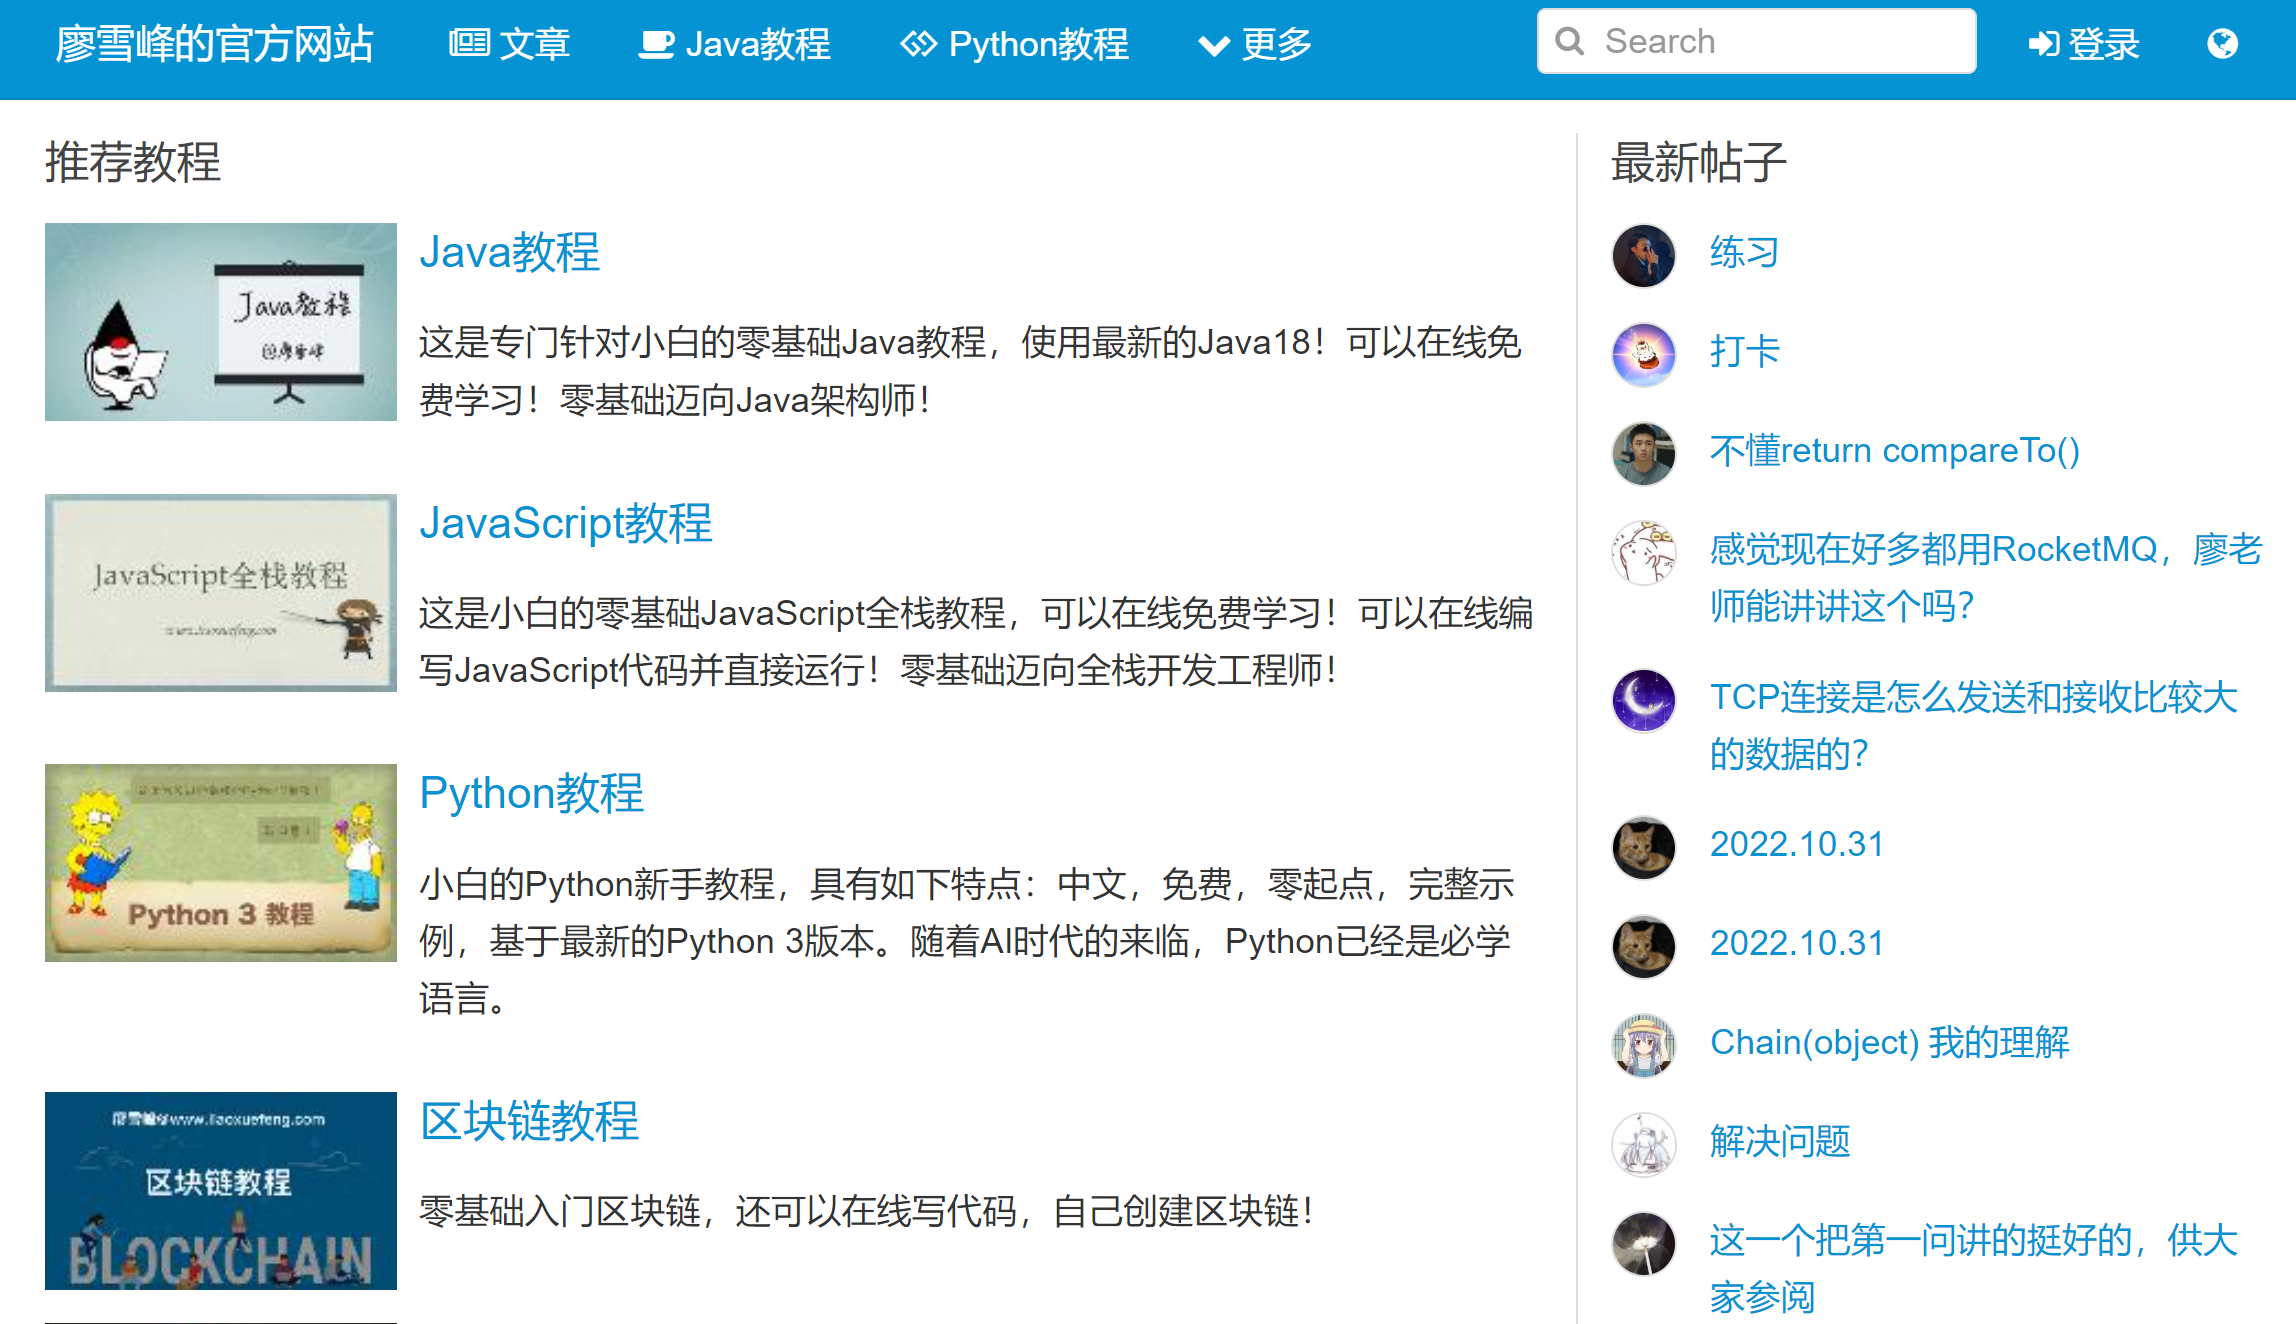 廖雪峰的官方网站 文章 Java教程 Python教程 更多 Search 登录
推荐教程
Java教程
@廖雪峰
Java教程
这是专门针对小白的零基础Java教程，使用最新的Java18！可以在线免
费学习！零基础迈向Java架构师！
JavaScript全栈教程
JavaScript教程
这是小白的零基础JavaScript全栈教程，可以在线免费学习！可以在线编
写JavaScript代码并直接运行！零基础迈向全栈开发工程师！
Python 3 教程
Python教程
小白的Python新手教程，具有如下特点：中文，免费，零起点，完整示
例，基于最新的Python 3版本。随着AI时代的来临，Python已经是必学
语言。
廖雪峰@www.liaoxuefeng.com
区块链教程
BLOCKCHAIN
区块链教程
零基础入门区块链，还可以在线写代码，自己创建区块链！
最新帖子
练习
打卡
不懂return compareTo()
感觉现在好多都用RocketMQ，廖老
师能讲讲这个吗？
TCP连接是怎么发送和接收比较大
的数据的？
2022.10.31
2022.10.31
Chain(object) 我的理解
解决问题
这一个把第一问讲的挺好的，供大
家参阅